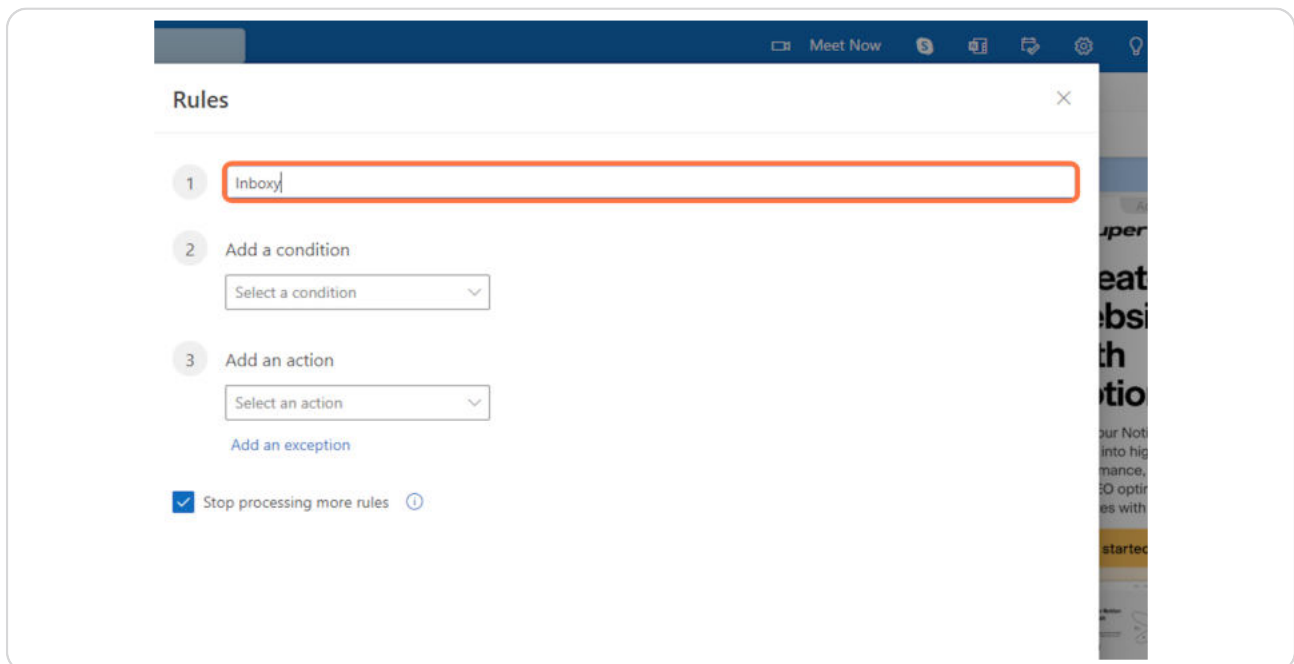 Meet Now
Rules
1
Inboxy
2 Add a condition
Select a condition
3 Add an action
Select an action
Add an exception
Stop processing more rules
started